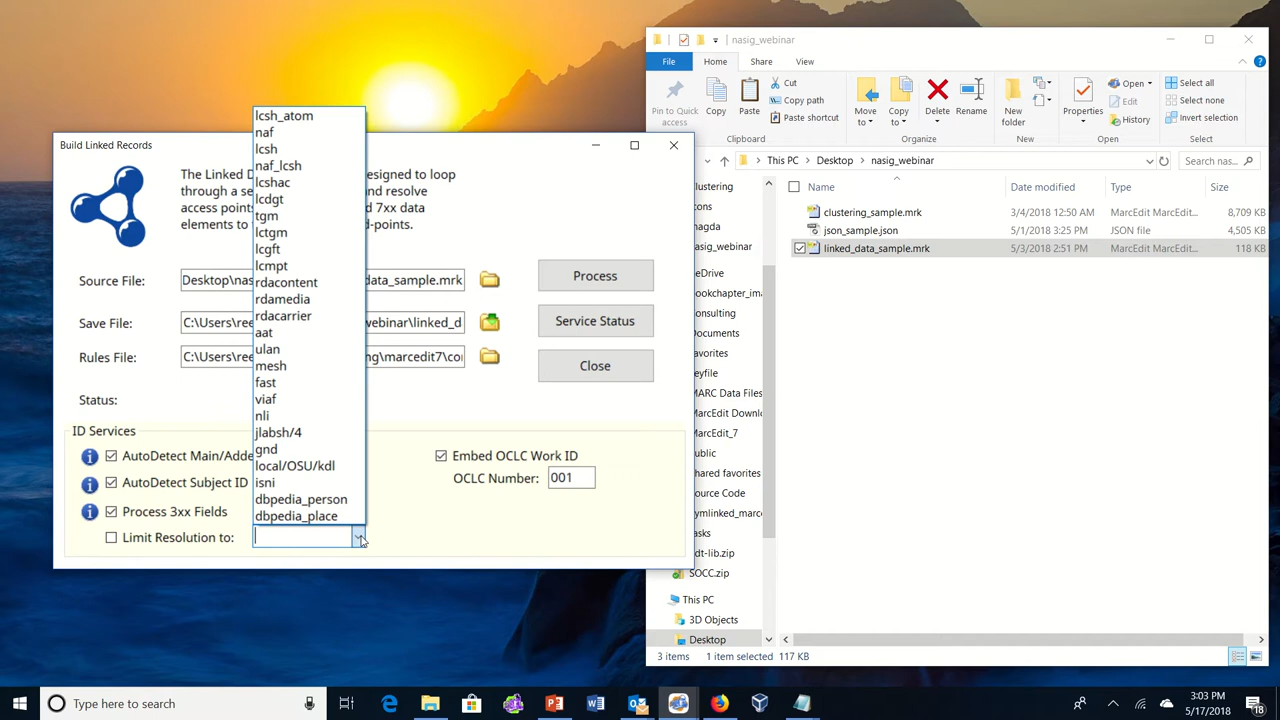 Build Linked Records
The Linked D
esigned to loop
through a se
and resolve
access points
d 7xx data
elements to
d-points.
Source File:
Desktop\nas
data_sample.mrk
Save File:
C:\Users\ree
webinar\linked_d
Rules File:
C:\Users\ree
ng\marcedit7\co
Status:
Process
Service Status
Close
ID Services
AutoDetect Main/Adde
AutoDetect Subject ID
Process 3xx Fields
Limit Resolution to:
Embed OCLC Work ID
OCLC Number: 001
lcsh_atom
naf
lcsh
naf_lcsh
lcshac
lcdgt
tgm
lctgm
lcgft
lcmpt
rdacontent
rdamedia
rdacarrier
aat
ulan
mesh
fast
viaf
nli
jlabsh/4
gnd
local/OSU/kdl
isni
dbpedia_person
dbpedia_place
nasig_webinar
File Home Share View
Pin to Quick
access
Copy
Paste
Cut
Copy path
Paste shortcut
Clipboard
Move
to
Copy
to
Delete
Rename
Organize
New
folder
New
Properties
Open
Edit
History
Open
Select all
Select none
Invert selection
Select
This PC Desktop nasig_webinar
Search nas...
Name Date modified Type Size
clustering_sample.mrk 3/4/2018 12:50 AM MarcEdit MarcEdit... 8,709 KB
json_sample.json 5/1/2018 3:25 PM JSON file 4,505 KB
linked_data_sample.mrk 5/3/2018 2:51 PM MarcEdit MarcEdit... 118 KB
Clustering
cons
magda
nasig_webinar
eDrive
bookchapter_im
onsulting
ocuments
avarian
eyfile
MARC Data Files
MarcEdit Downl
MarcEdit_7
ublic
hared favorites
ource Code
ymlinked_marc
asks
dt-lib.zip
SOCC.zip
This PC
3D Objects
Desktop
3 items 1 item selected 117 KB
Type here to search
3:03 PM
5/17/2018
18